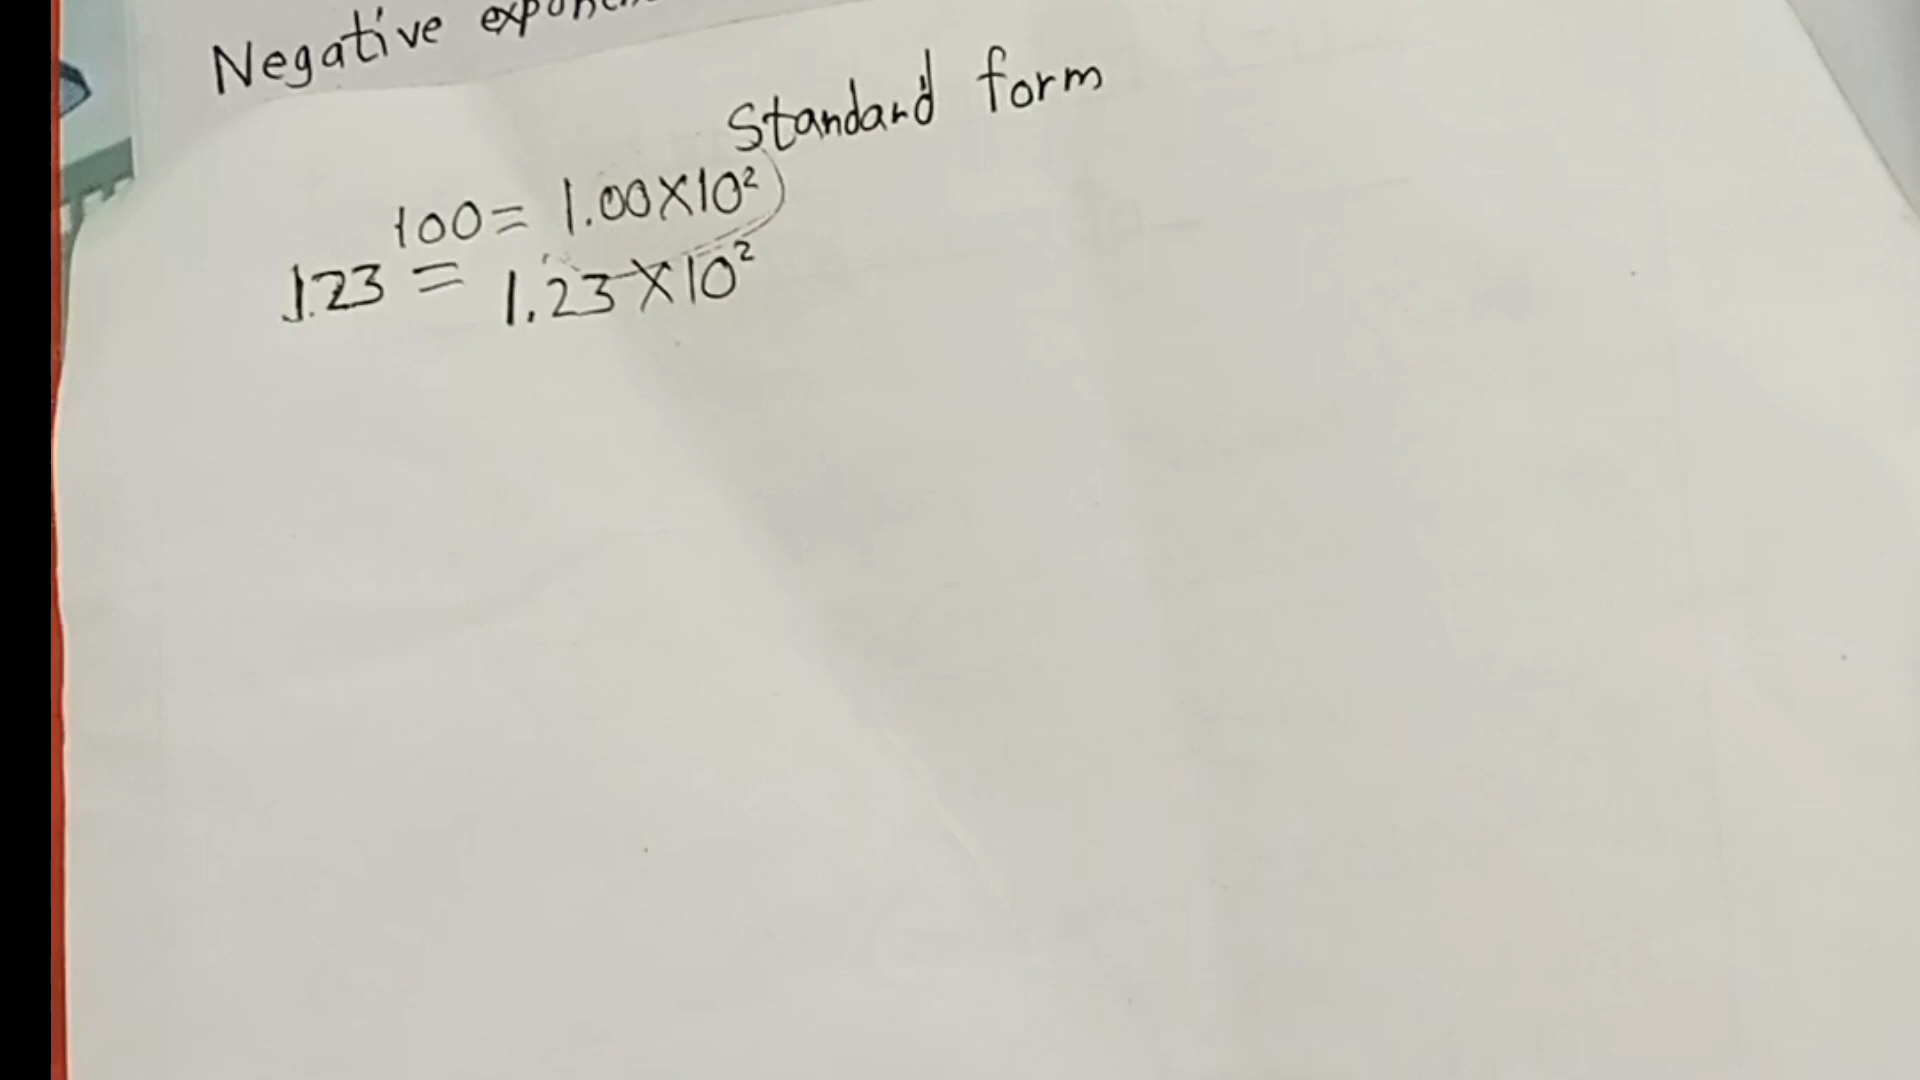 Negative
Standard form
100 = 1.00×10²
123 = 1.23×10²